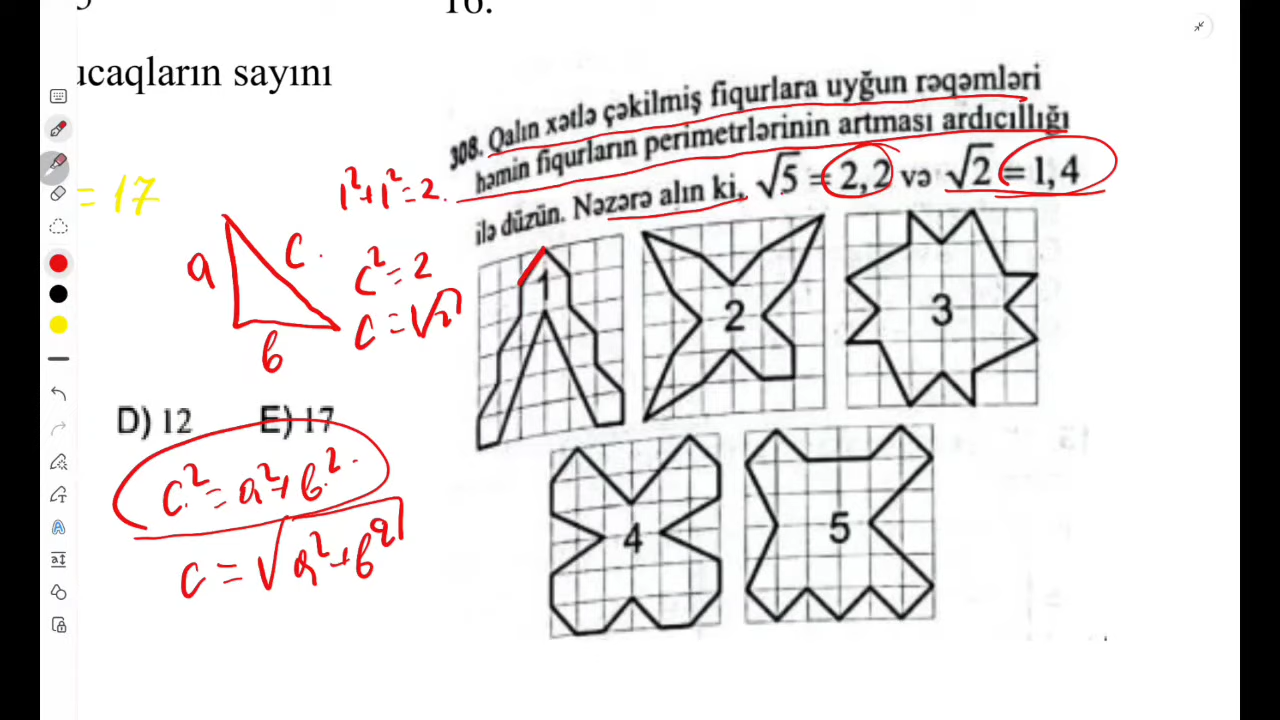 16.
ucaqların sayını
= 17
308. Qalın xətlə çəkilmiş fiqurlara uyğun rəqəmləri
həmin fiqurların perimetrlərinin artması ardıcıllığı
ilə düzün. Nəzərə alın ki, √5 = 2,2 və √2 = 1,4
1²+1²=2.
a
c.
b
c²=2
c=√2
1
2
3
4
5
D) 12 E) 17
c²=a²+b².
c=√a²+b²